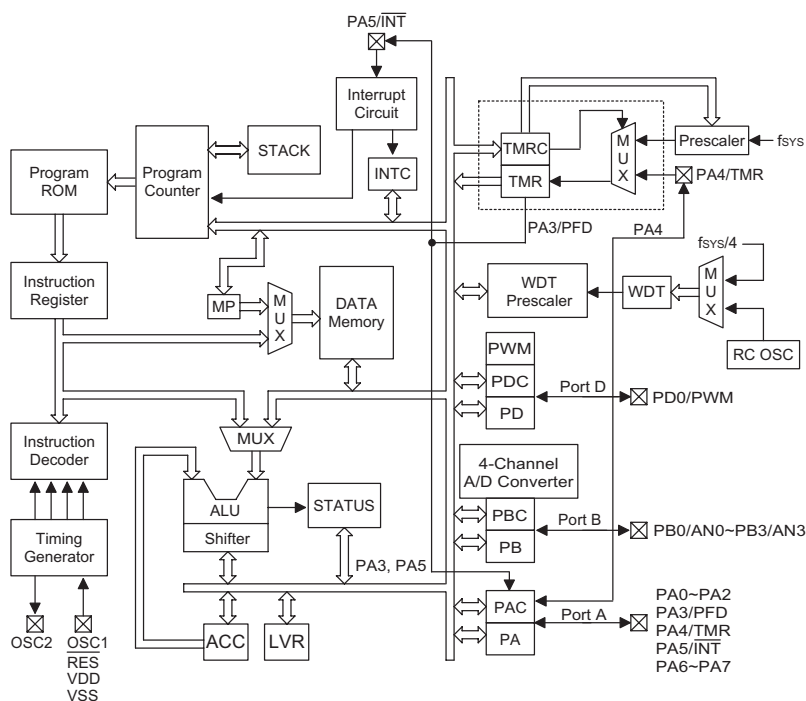 PA5/INT
Interrupt
Circuit
STACK
Program
Counter
Program
ROM
INTC
TMRC
TMR
M
U
X
Prescaler
fSYS
PA4/TMR
PA3/PFD
PA4
fSYS/4
Instruction
Register
MP
M
U
X
DATA
Memory
WDT
Prescaler
WDT
M
U
X
RC OSC
PWM
PDC
PD
Port D
PD0/PWM
MUX
Instruction
Decoder
ALU
Shifter
STATUS
4-Channel
A/D Converter
PBC
PB
Port B
PB0/AN0~PB3/AN3
Timing
Generator
PA3, PA5
PAC
PA
Port A
PA0~PA2
PA3/PFD
PA4/TMR
PA5/INT
PA6~PA7
OSC2
OSC1
RES
VDD
VSS
ACC
LVR